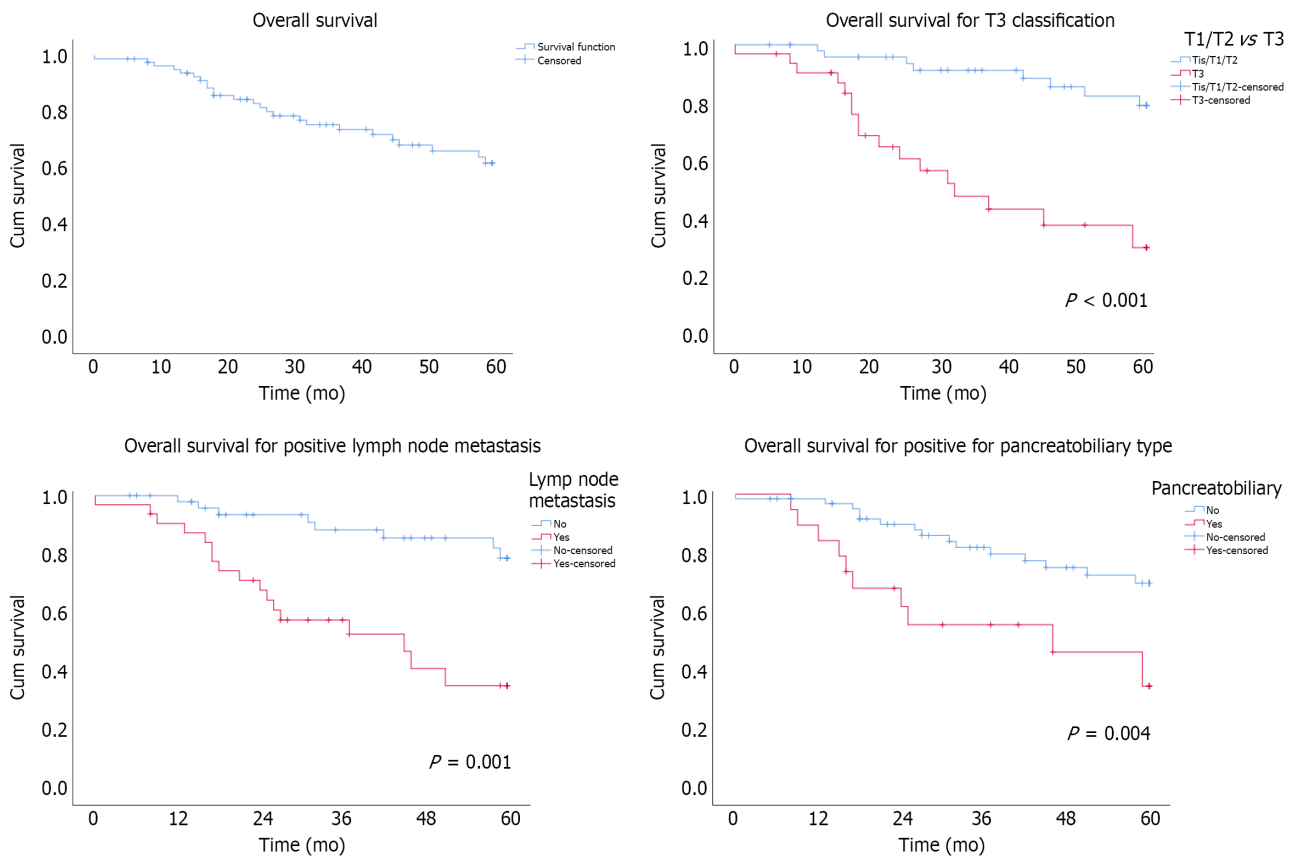 Overall survival
Survival function
Censored
1.0
0.8
0.6
0.4
0.2
0.0
Cum survival
0 10 20 30 40 50 60
Time (mo)
Overall survival for T3 classification
T1/T2 vs T3
Tis/T1/T2
T3
Tis/T1/T2-censored
T3-censored
1.0
0.8
0.6
0.4
0.2
0.0
Cum survival
P < 0.001
0 10 20 30 40 50 60
Time (mo)
Overall survival for positive lymph node metastasis
Lymp node
metastasis
No
Yes
No-censored
Yes-censored
1.0
0.8
0.6
0.4
0.2
0.0
Cum survival
P = 0.001
0 12 24 36 48 60
Time (mo)
Overall survival for positive for pancreatobiliary type
Pancreatobiliary
No
Yes
No-censored
Yes-censored
1.0
0.8
0.6
0.4
0.2
0.0
Cum survival
P = 0.004
0 12 24 36 48 60
Time (mo)